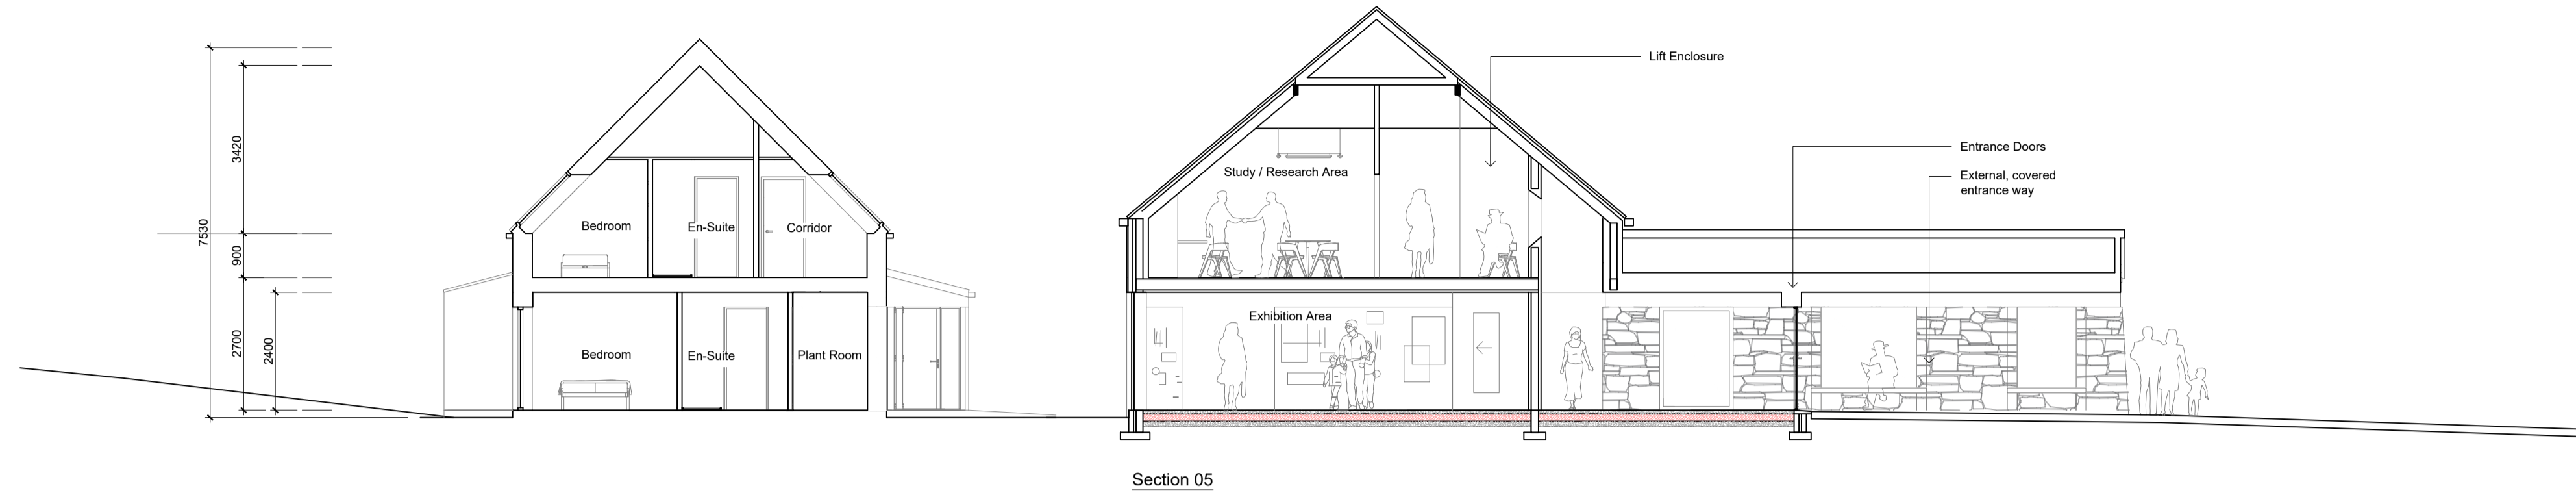 7530
3420
900
2700
2400
Bedroom
En-Suite
Corridor
Bedroom
En-Suite
Plant Room
Study / Research Area
Exhibition Area
Lift Enclosure
Entrance Doors
External, covered
entrance way
Section 05